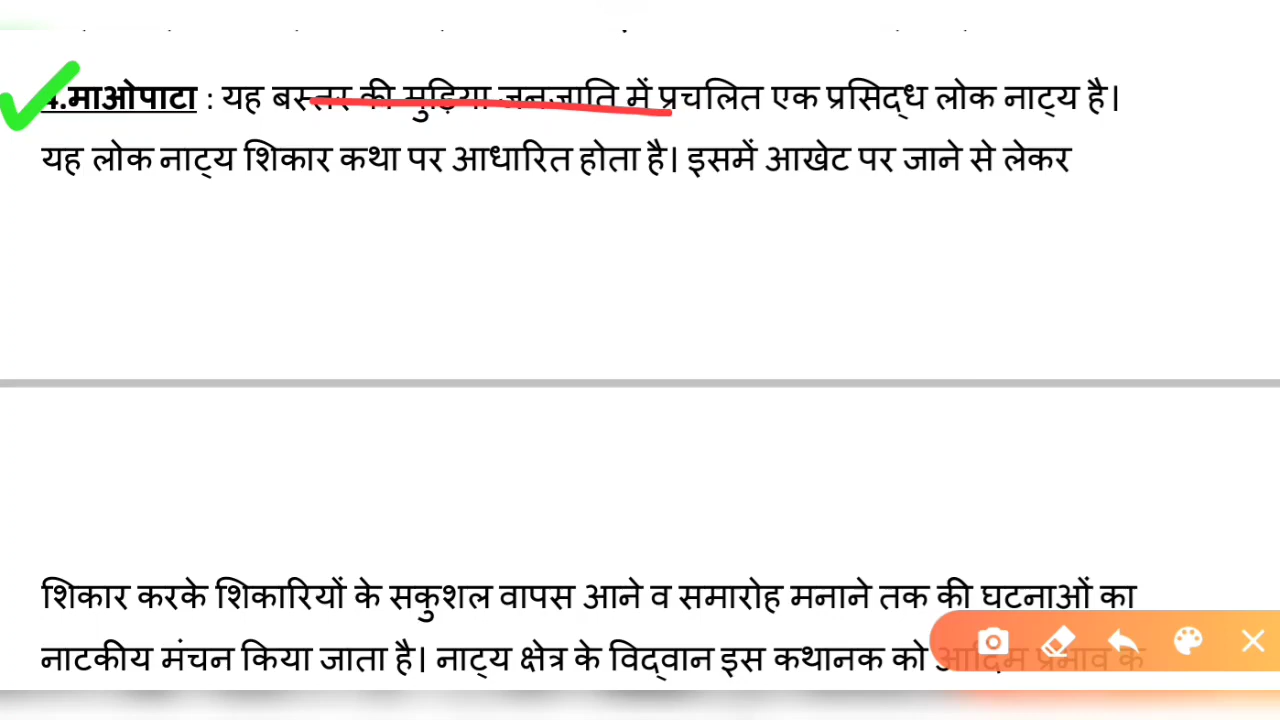 4.माओपाटा : यह बस्तर की मुड़िया जनजाति में प्रचलित एक प्रसिद्ध लोक नाट्य है।
यह लोक नाट्य शिकार कथा पर आधारित होता है। इसमें आखेट पर जाने से लेकर
शिकार करके शिकारियों के सकुशल वापस आने व समारोह मनाने तक की घटनाओं का
नाटकीय मंचन किया जाता है। नाट्य क्षेत्र के विद्वान इस कथानक को आदिम